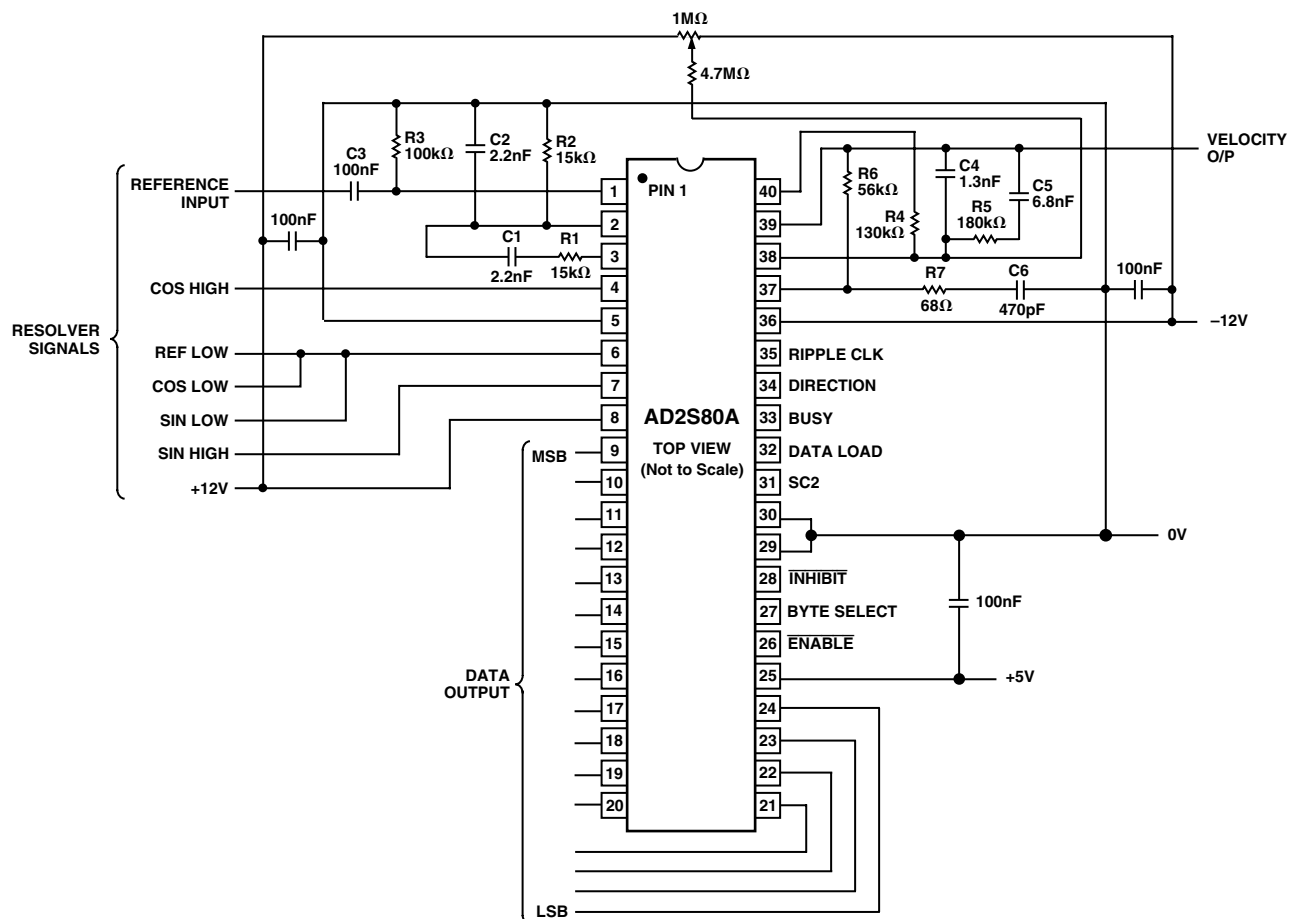 1MΩ
4.7MΩ
R3
100kΩ
C2
2.2nF
R2
15kΩ
C3
100nF
REFERENCE
INPUT
100nF
C1
2.2nF
R1
15kΩ
COS HIGH
RESOLVER
SIGNALS
REF LOW
COS LOW
SIN LOW
SIN HIGH
+12V
PIN 1
AD2S80A
TOP VIEW
(Not to Scale)
1
2
3
4
5
6
7
8
9
10
11
12
13
14
15
16
17
18
19
20
MSB
DATA
OUTPUT
LSB
40
39
38
37
36
35
34
33
32
31
30
29
28
27
26
25
24
23
22
21
R6
56kΩ
R4
130kΩ
C4
1.3nF
R5
180kΩ
C5
6.8nF
VELOCITY
O/P
R7
68Ω
C6
470pF
100nF
–12V
RIPPLE CLK
DIRECTION
BUSY
DATA LOAD
SC2
0V
INHIBIT
BYTE SELECT
ENABLE
100nF
+5V